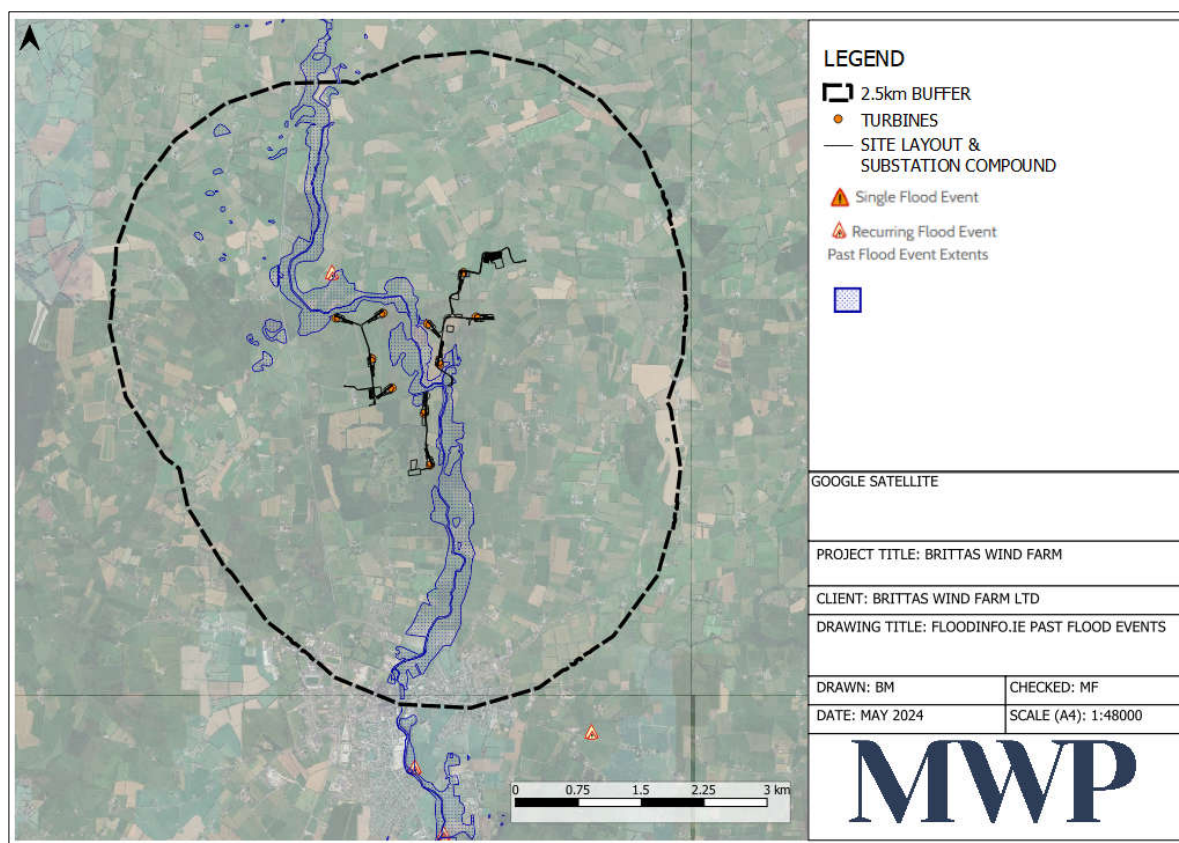 LEGEND
2.5km BUFFER
TURBINES
SITE LAYOUT &
SUBSTATION COMPOUND
Single Flood Event
Recurring Flood Event
Past Flood Event Extents
GOOGLE SATELLITE
PROJECT TITLE: BRITTAS WIND FARM
CLIENT: BRITTAS WIND FARM LTD
DRAWING TITLE: FLOODINFO.IE PAST FLOOD EVENTS
DRAWN: BM
CHECKED: MF
DATE: MAY 2024
SCALE (A4): 1:48000
MWP
0 0.75 1.5 2.25 3 km